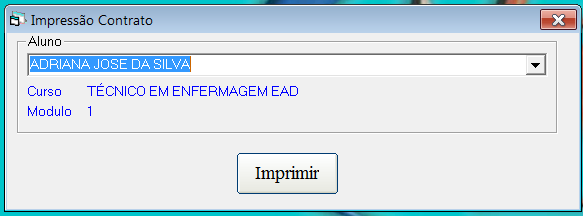 Impressão Contrato
Aluno
ADRIANA JOSE DA SILVA
Curso TÉCNICO EM ENFERMAGEM EAD
Modulo 1
Imprimir